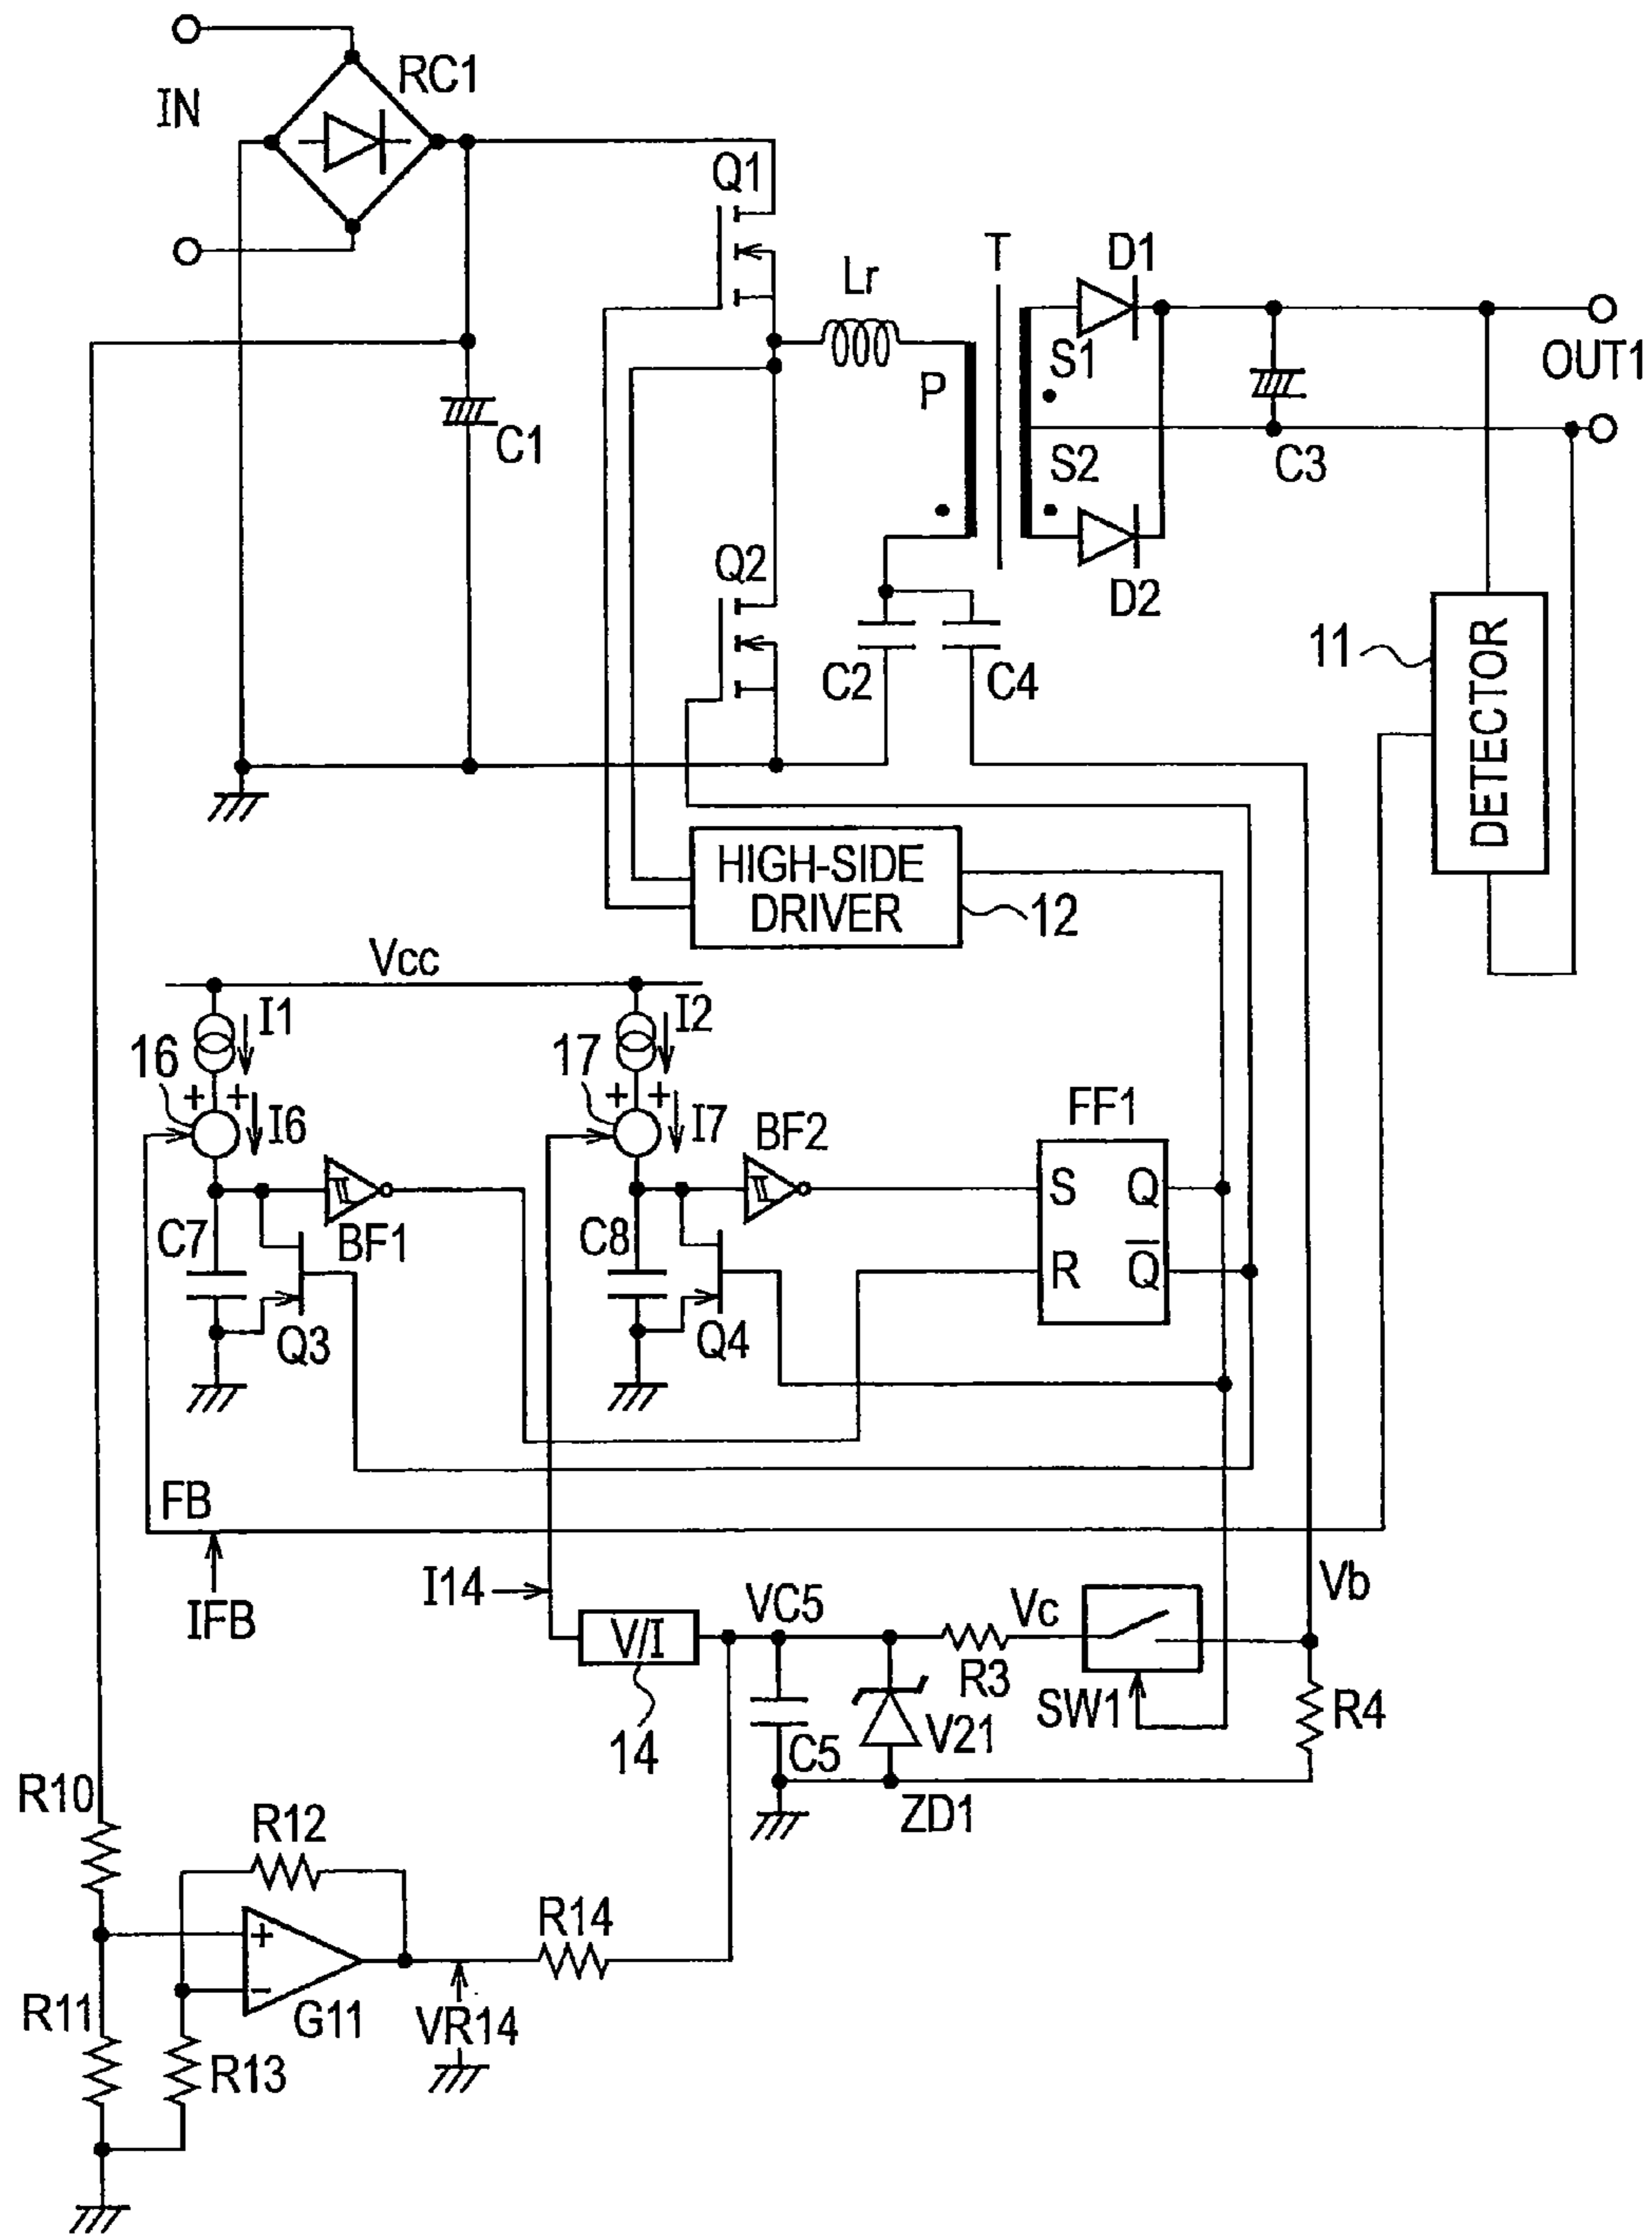 IN
RC1
Q1
Lr
T
D1
S1
P
OUT1
C1
S2
C3
Q2
D2
C2
C4
11
DETECTOR
HIGH-SIDE
DRIVER
12
Vcc
I1
I2
16
17
+ +
+ +
I6
I7
BF2
FF1
S
Q
C7
BF1
C8
R
Q
Q3
Q4
FB
IFB
I14
V/I
14
VC5
Vc
Vb
R3
SW1
R4
C5
V21
ZD1
R10
R12
R14
+
-
R11
G11
VR14
R13